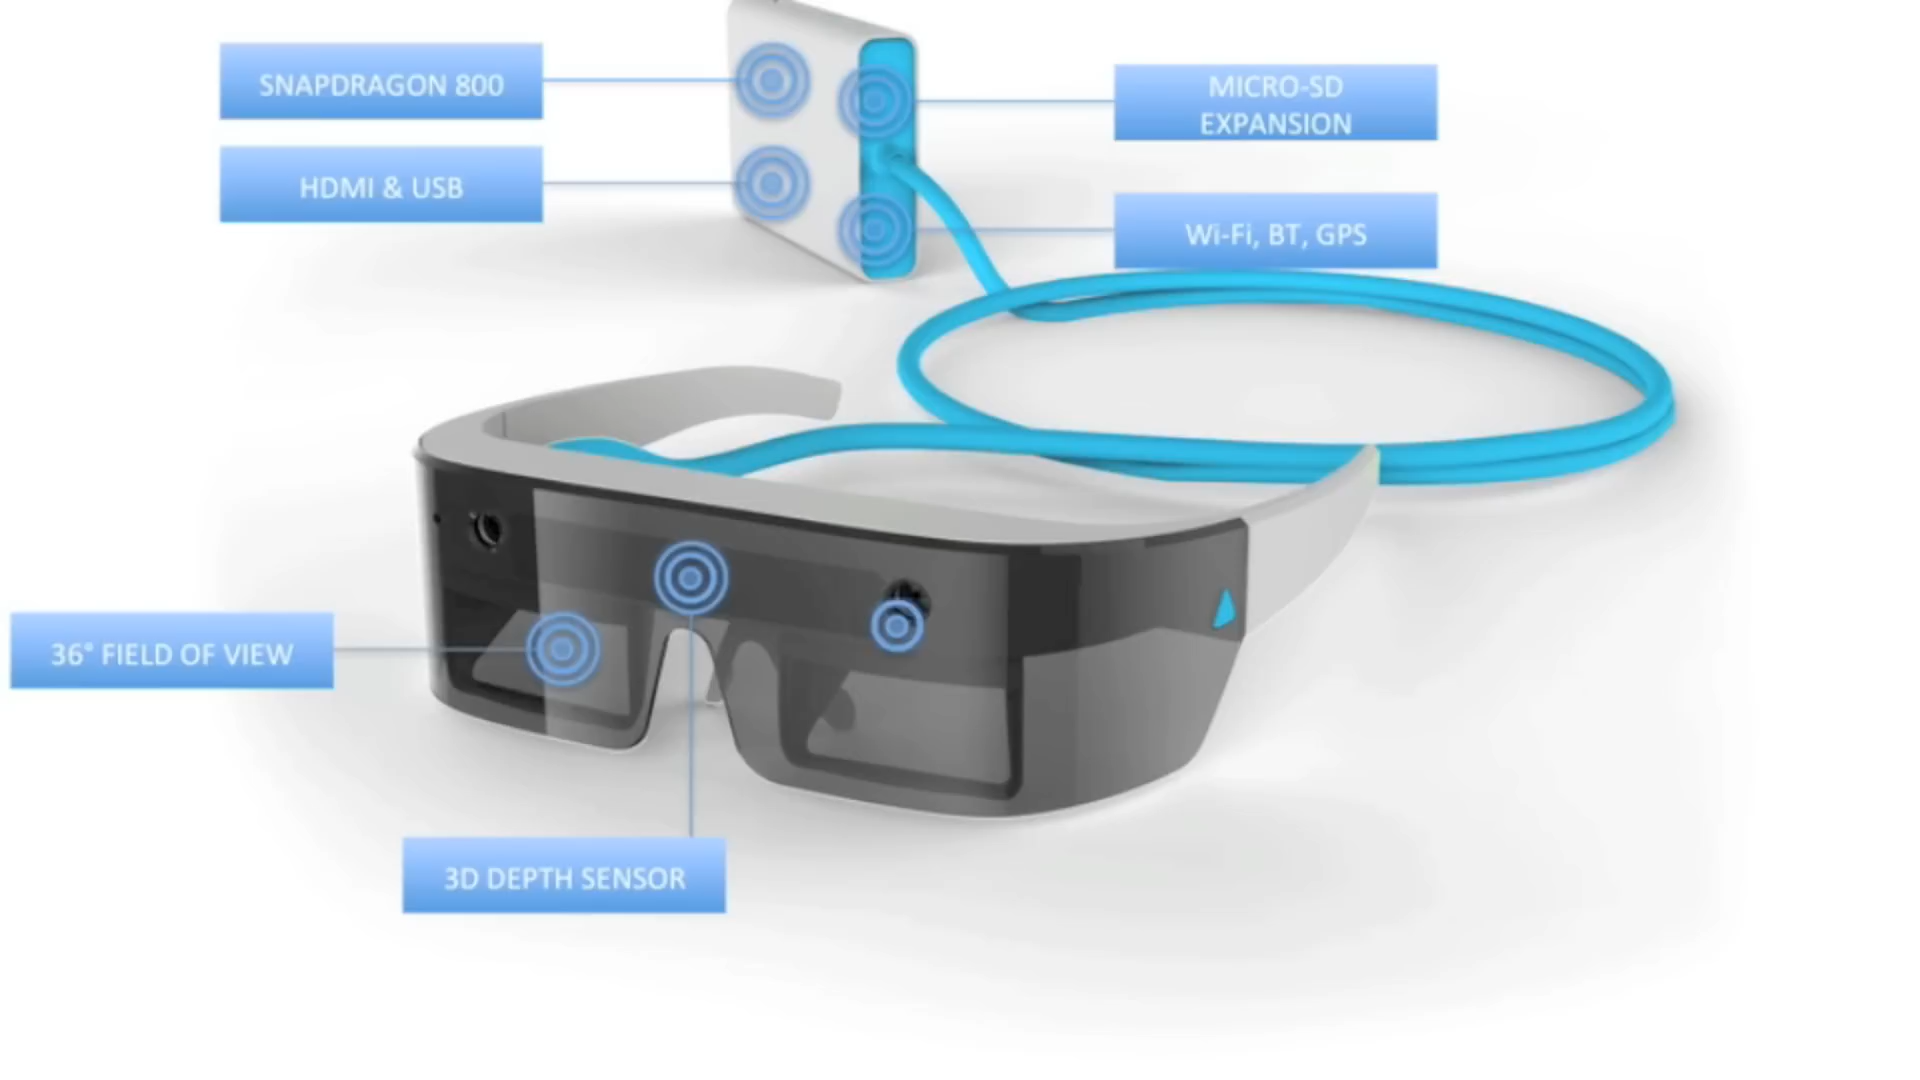 SNAPDRAGON 800
MICRO-SD
EXPANSION
HDMI & USB
Wi-Fi, BT, GPS
36° FIELD OF VIEW
3D DEPTH SENSOR